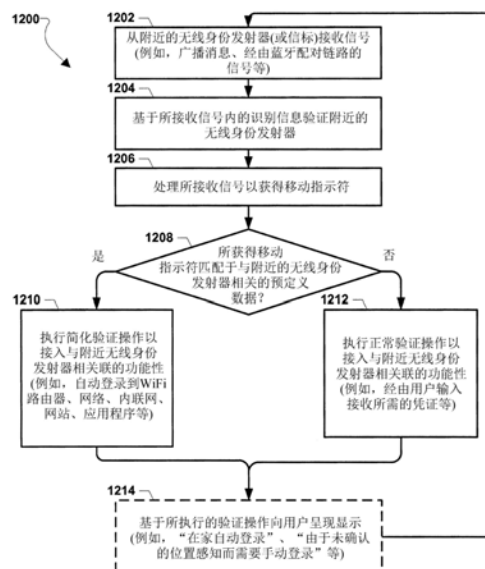 1200
1202
从附近的无线身份发射器(或信标)接收信号
(例如，广播消息、经由蓝牙配对链路的
信号等)
1204
基于所接收信号内的识别信息验证附近的
无线身份发射器
1206
处理所接收信号以获得移动指示符
1208
所获得移动
指示符匹配于与附近的无线身份
发射器相关的预定义
数据？
是
否
1210
执行简化验证操作以
接入与附近无线身份
发射器相关联的功能性
(例如，自动登录到WiFi
路由器、网络、内联网、
网站、应用程序等)
1212
执行正常验证操作以
接入与附近无线身份
发射器相关联的功能性
(例如，经由用户输入
接收所需的凭证等)
1214
基于所执行的验证操作向用户呈现显示
(例如，“在家自动登录”、“由于未确认
的位置感知而需要手动登录”等)